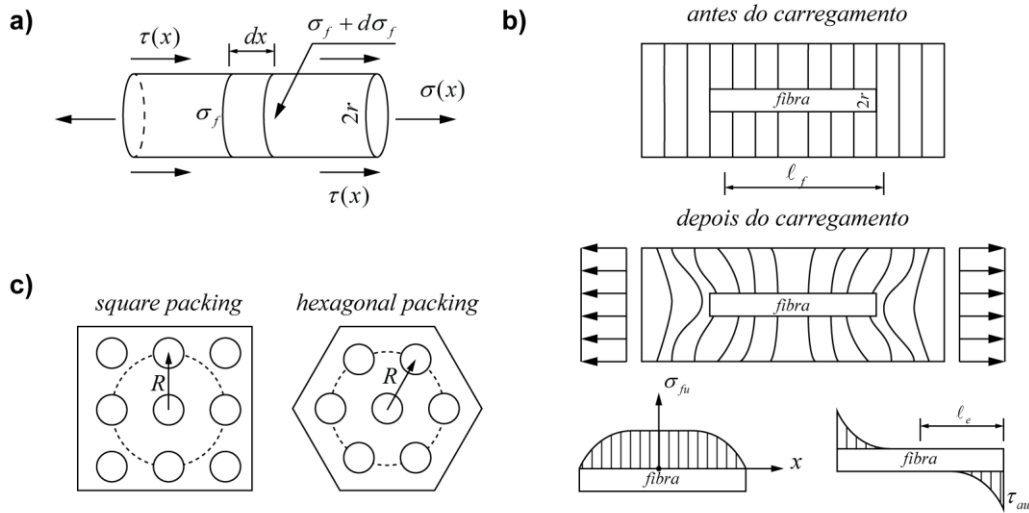 a)
τ(x)
dx
σ_f + dσ_f
σ_f
2r
σ(x)
τ(x)
τ(x)
b)
antes do carregamento
fibra
2r
ℓ_f
depois do carregamento
fibra
σ_fu
fibra
x
ℓ_e
fibra
τ_au
c)
square packing
hexagonal packing
R
R